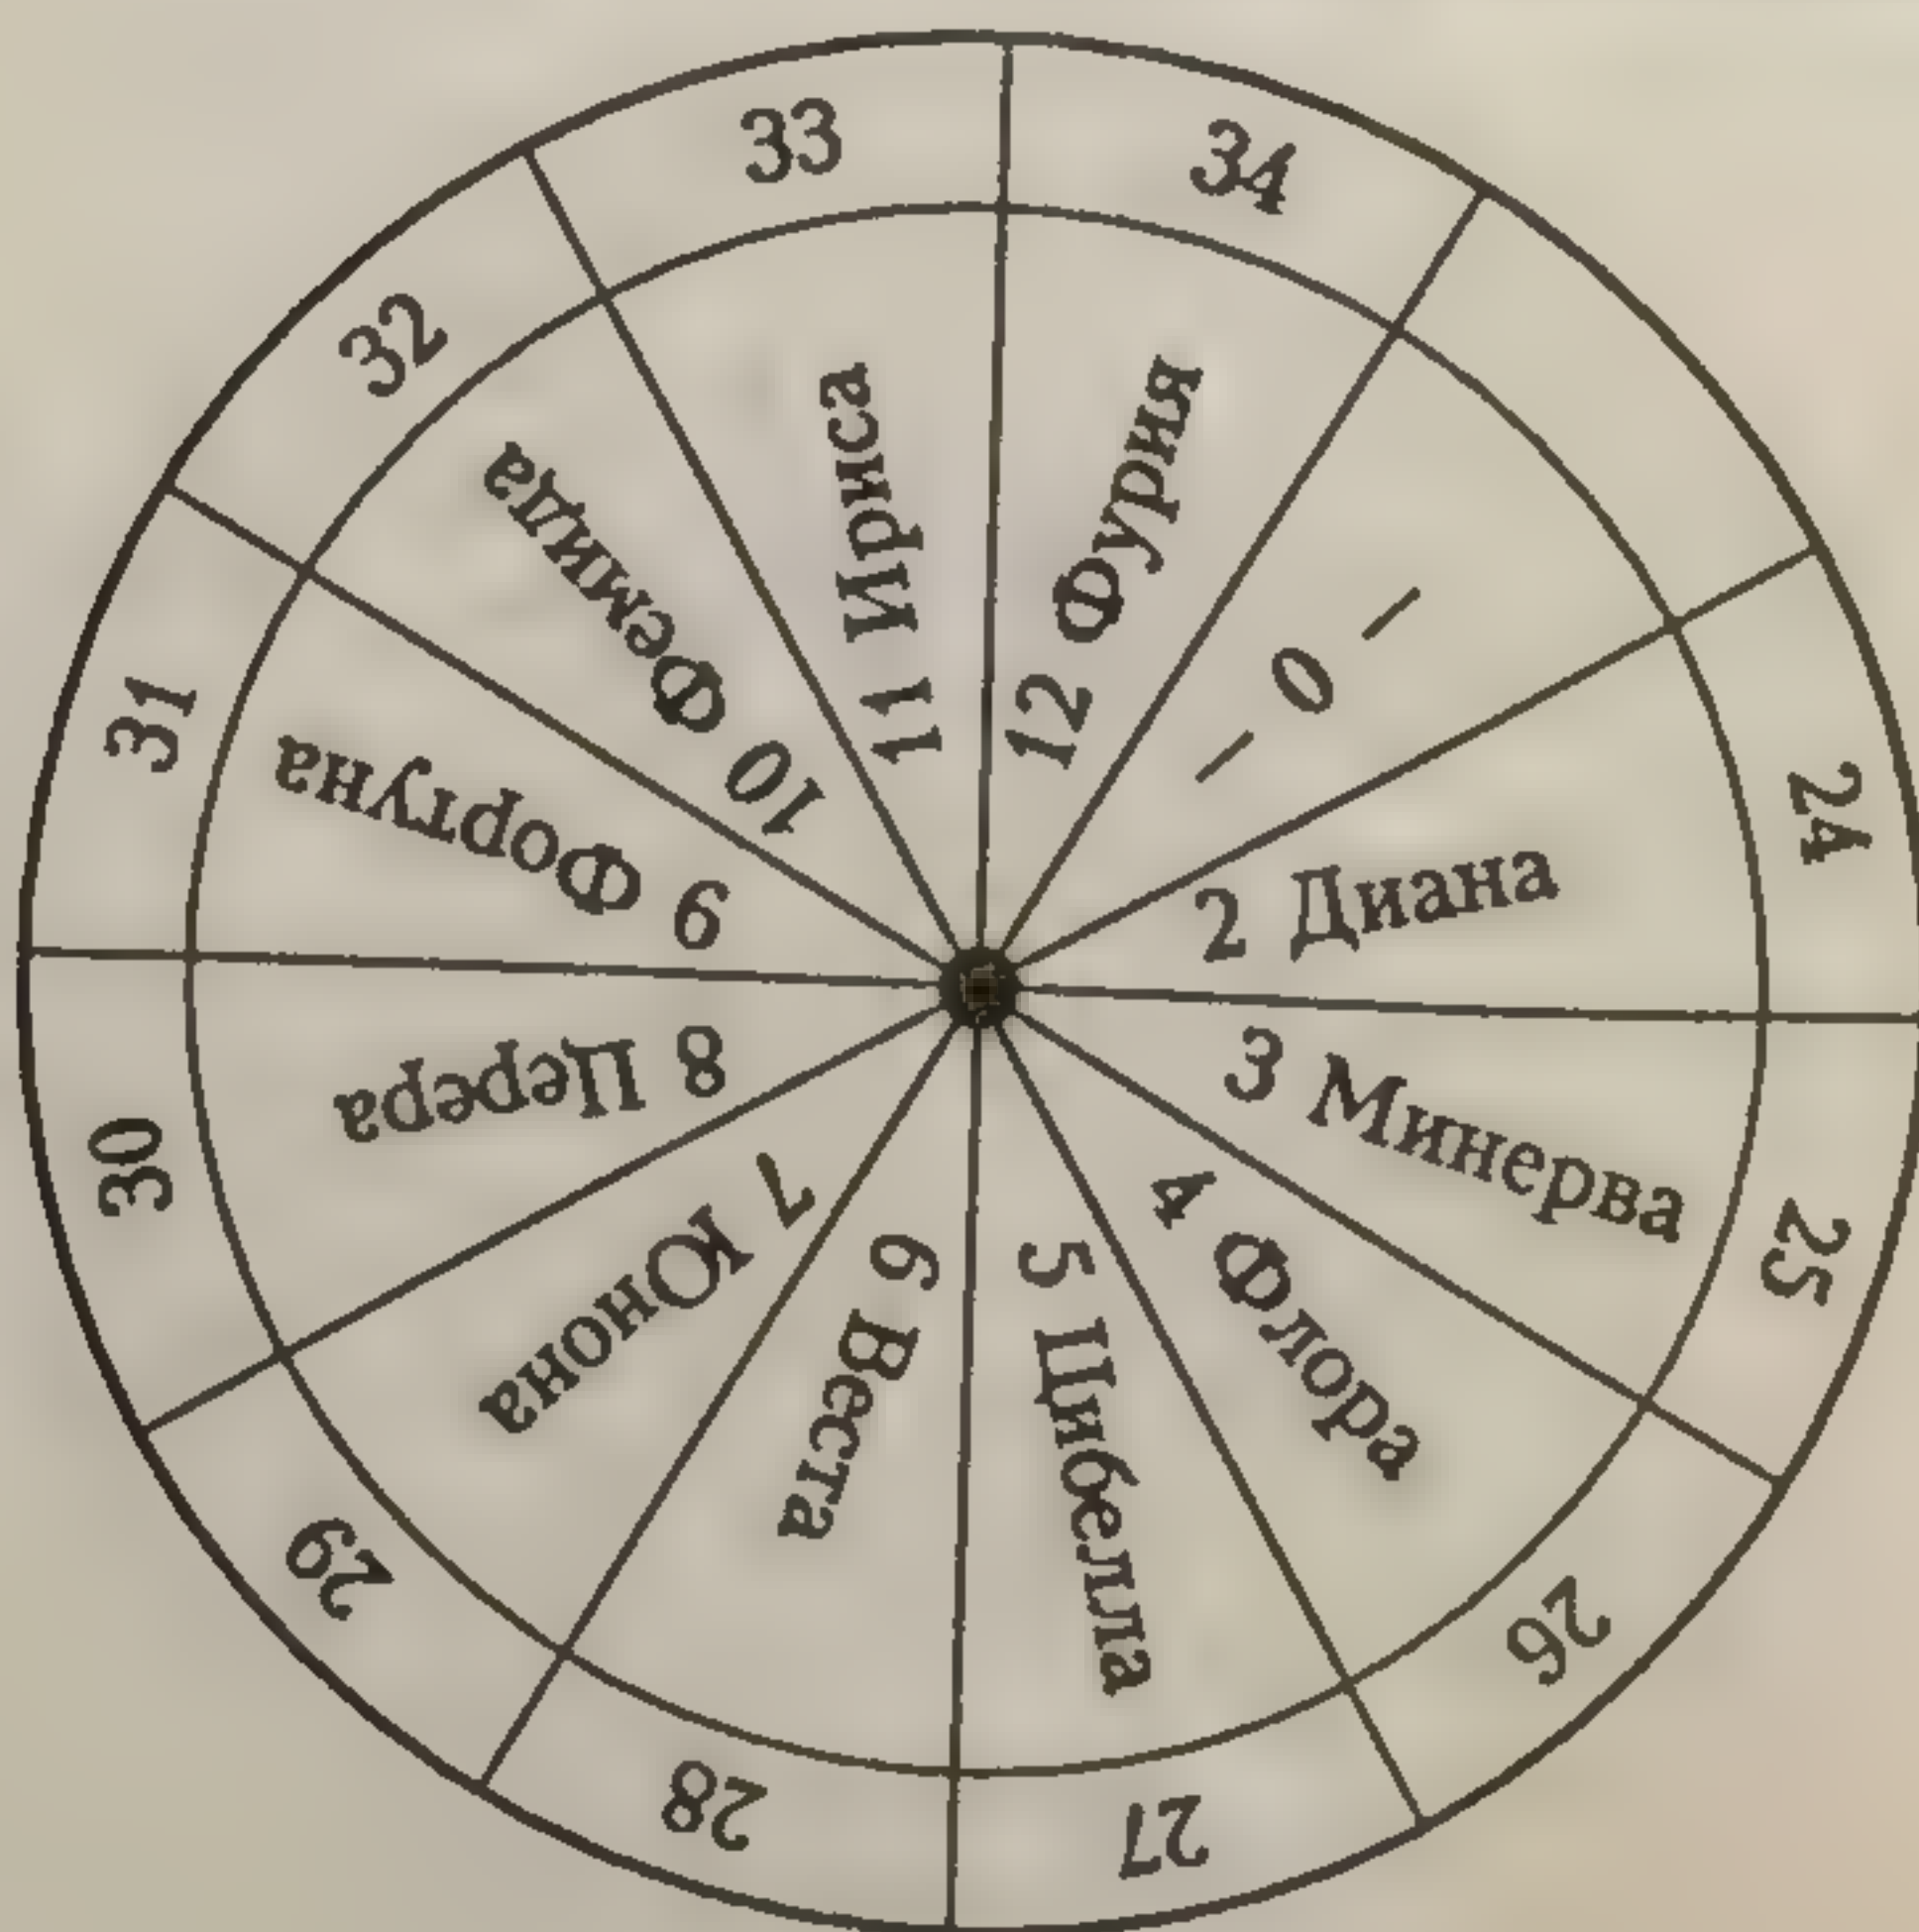 – 0 –
24
2 Диана
25
3 Минерва
26
4 Флора
27
5 Цибелла
28
6 Веста
29
7 Юнона
30
8 Церера
31
9 Фортуна
32
10 Фемида
33
11 Ириса
34
12 Фурия